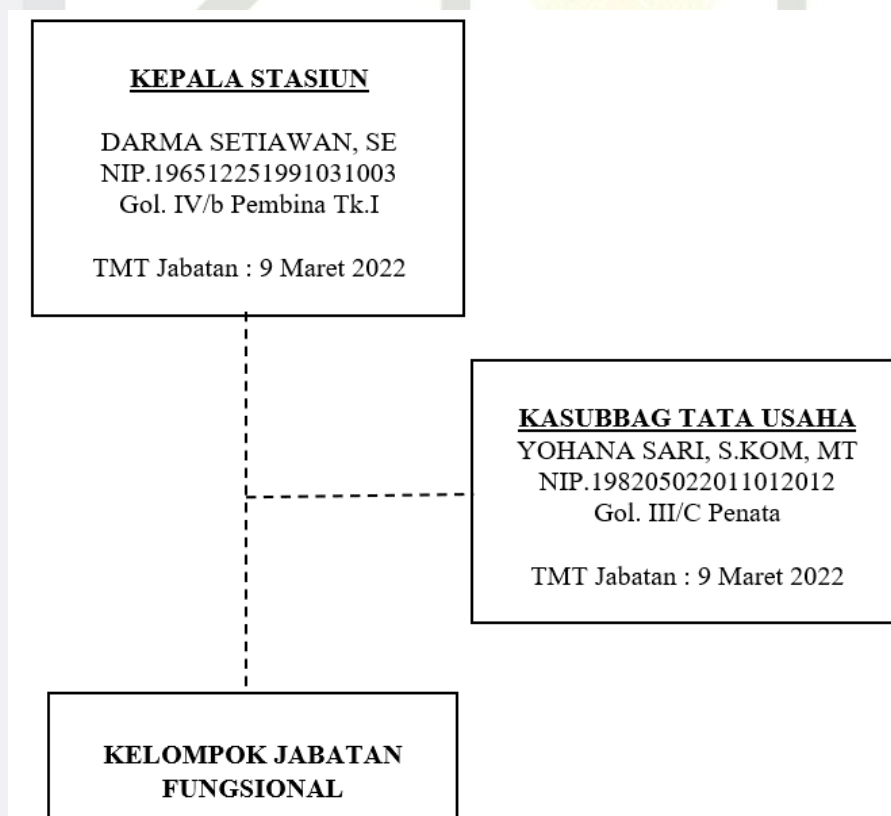 KEPALA STASIUN
DARMA SETIAWAN, SE
NIP.196512251991031003
Gol. IV/b Pembina Tk.I
TMT Jabatan : 9 Maret 2022
KASUBBAG TATA USAHA
YOHANA SARI, S.KOM, MT
NIP.198205022011012012
Gol. III/C Penata
TMT Jabatan : 9 Maret 2022
KELOMPOK JABATAN
FUNGSIONAL